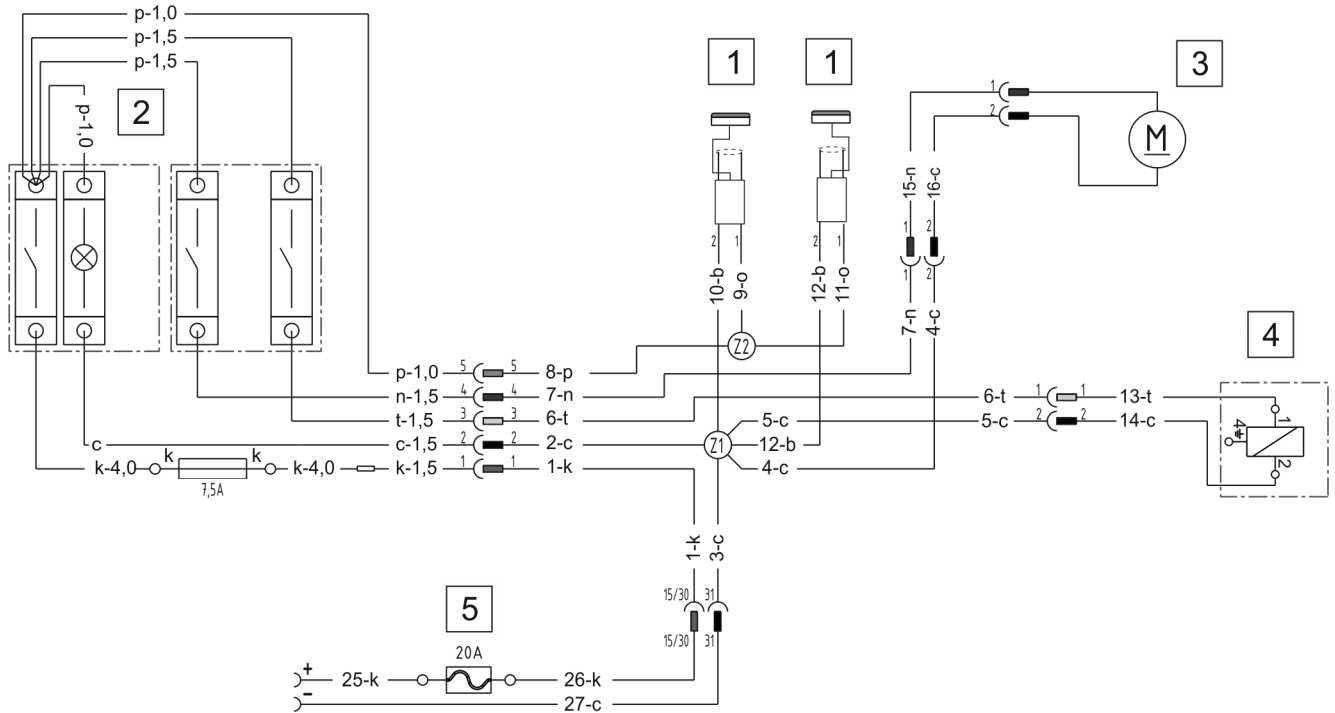 p-1,0
p-1,5
p-1,5
1 1
3
1
2
p-1,0
2
M
15-n 16-c
1 2
2 1 2 1
10-b 9-o 12-b 11-o
1 2
7-n 4-c
4
Z2
p-1,0 5 5 8-p
n-1,5 4 4 7-n 6-t 1 1 13-t
t-1,5 3 3 6-t 5-c 5-c 2 2 14-c
1
4
2
c c-1,5 2 2 2-c Z1 12-b
k-4,0 k k k-4,0 k-1,5 1 1 1-k 4-c
7,5A
1-k 3-c
15/30 31
5
15/30 31
20A
+ 25-k 26-k
- 27-c